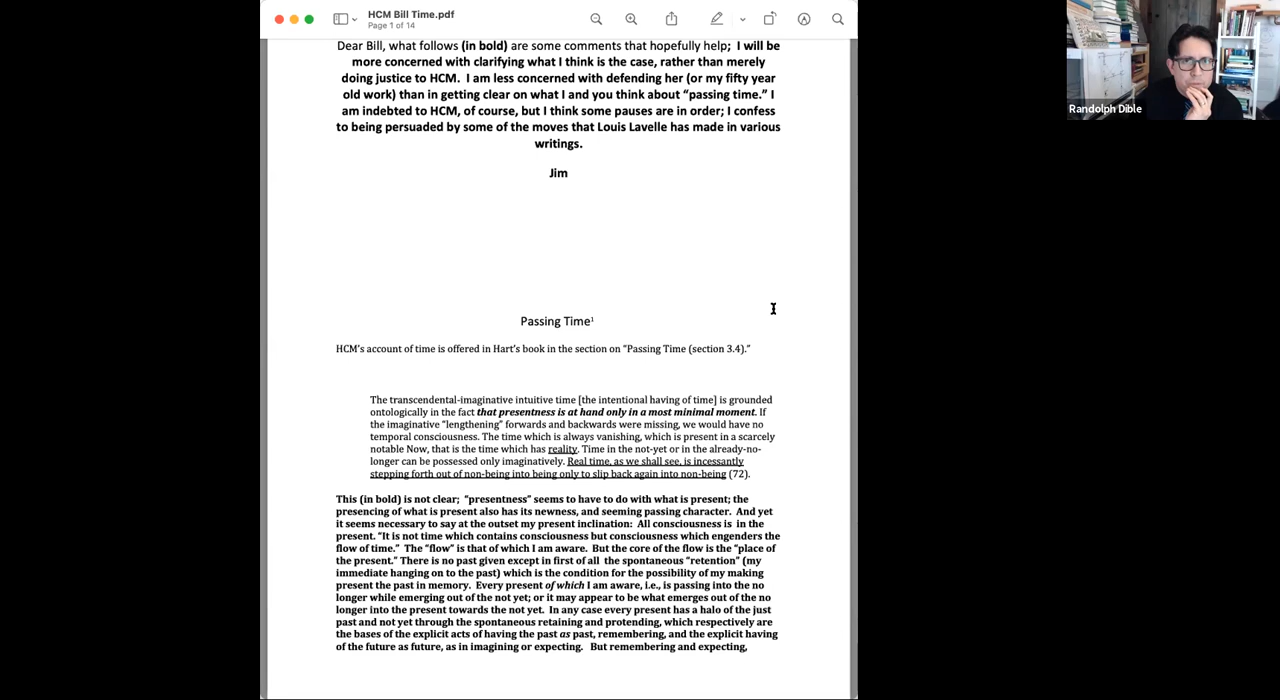 HCM Bill Time.pdf
Page 1 of 14
Randolph Dible
Dear Bill, what follows (in bold) are some comments that hopefully help; I will be
more concerned with clarifying what I think is the case, rather than merely
doing justice to HCM. I am less concerned with defending her (or my fifty year
old work) than in getting clear on what I and you think about “passing time.” I
am indebted to HCM, of course, but I think some pauses are in order; I confess
to being persuaded by some of the moves that Louis Lavelle has made in various
writings.
Jim
Passing Time¹
HCM’s account of time is offered in Hart’s book in the section on “Passing Time (section 3.4).”
The transcendental-imaginative intuitive time [the intentional having of time] is grounded
ontologically in the fact that presentness is at hand only in a most minimal moment. If
the imaginative “lengthening” forwards and backwards were missing, we would have no
temporal consciousness. The time which is always vanishing, which is present in a scarcely
notable Now, that is the time which has reality. Time in the not-yet or in the already-no-
longer can be possessed only imaginatively. Real time, as we shall see, is incessantly
stepping forth out of non-being into being only to slip back again into non-being (72).
This (in bold) is not clear; “presentness” seems to have to do with what is present; the
presencing of what is present also has its newness, and seeming passing character. And yet
it seems necessary to say at the outset my present inclination: All consciousness is in the
present. “It is not time which contains consciousness but consciousness which engenders the
flow of time.” The “flow” is that of which I am aware. But the core of the flow is the “place of
the present.” There is no past given except in first of all the spontaneous “retention” (my
immediate hanging on to the past) which is the condition for the possibility of my making
present the past in memory. Every present of which I am aware, i.e., is passing into the no
longer while emerging out of the not yet; or it may appear to be what emerges out of the no
longer into the present towards the not yet. In any case every present has a halo of the just
past and not yet through the spontaneous retaining and protending, which respectively are
the bases of the explicit acts of having the past as past, remembering, and the explicit having
of the future as future, as in imagining or expecting. But remembering and expecting,